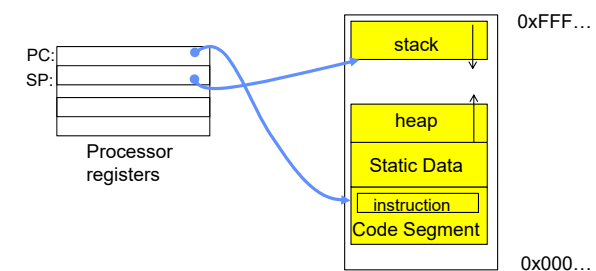 0xFFF…
stack
PC:
SP:
heap
Processor
registers
Static Data
instruction
Code Segment
0x000…